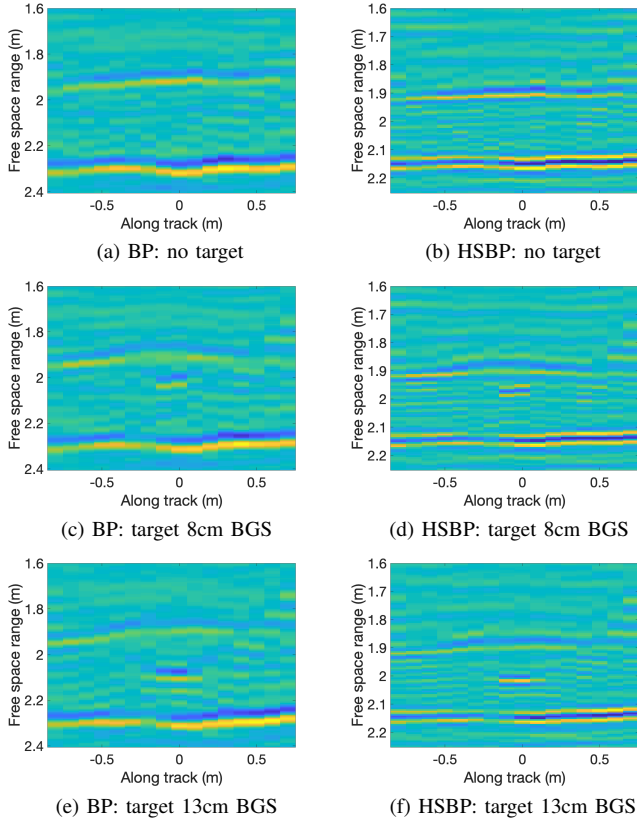 1.6
1.8
2
2.2
2.4
Free space range (m)
-0.5 0 0.5
Along track (m)
(a) BP: no target
1.6
1.7
1.8
1.9
2
2.1
2.2
Free space range (m)
-0.5 0 0.5
Along track (m)
(b) HSBP: no target
1.6
1.8
2
2.2
2.4
Free space range (m)
-0.5 0 0.5
Along track (m)
(c) BP: target 8cm BGS
1.6
1.7
1.8
1.9
2
2.1
2.2
Free space range (m)
-0.5 0 0.5
Along track (m)
(d) HSBP: target 8cm BGS
1.6
1.8
2
2.2
2.4
Free space range (m)
-0.5 0 0.5
Along track (m)
(e) BP: target 13cm BGS
1.6
1.7
1.8
1.9
2
2.1
2.2
Free space range (m)
-0.5 0 0.5
Along track (m)
(f) HSBP: target 13cm BGS